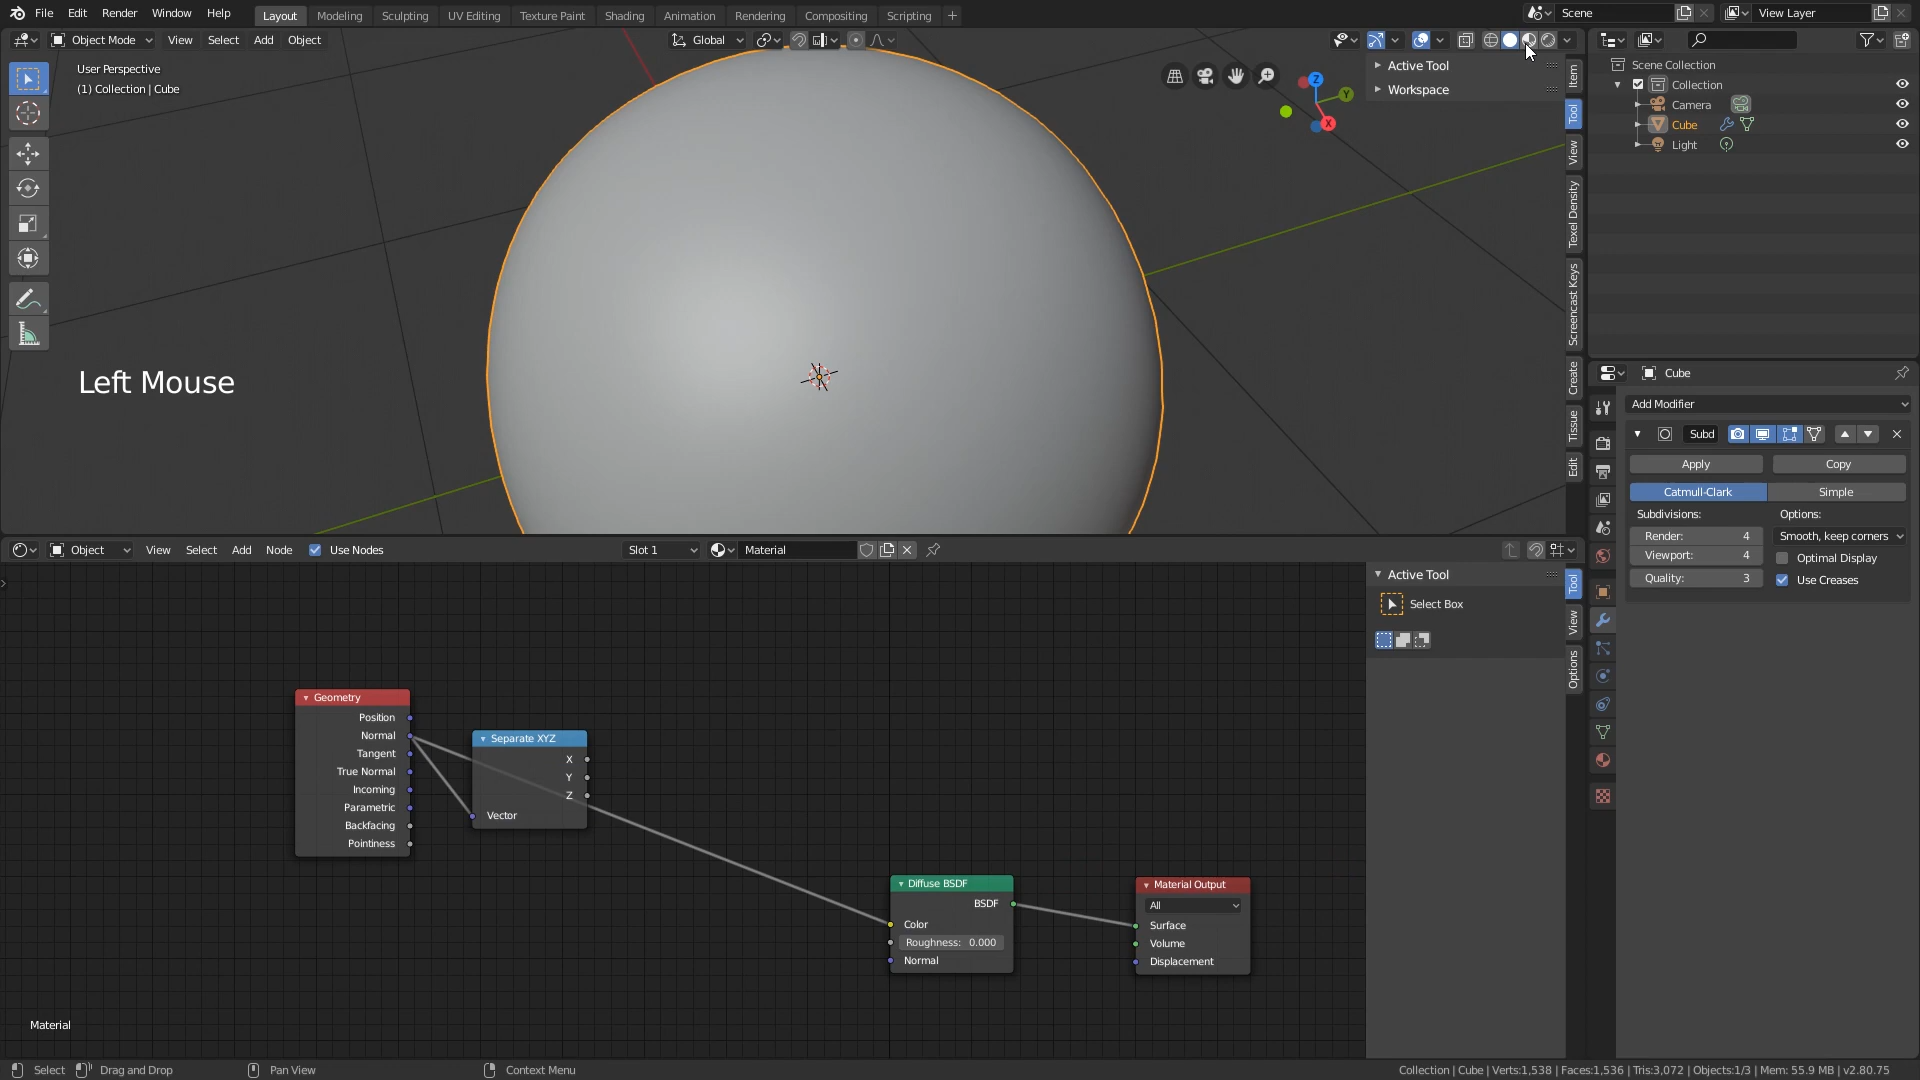 File Edit Render Window Help Layout Modeling Sculpting UV Editing Texture Paint Shading Animation Rendering Compositing Scripting + Scene View Layer
Object Mode View Select Add Object Global
User Perspective
(1) Collection | Cube
Z
Y
X
Active Tool
Workspace
Item
Tool
View
Texel Density
Screencast Keys
Create
Tissue
Edit
Left Mouse
Scene Collection
Collection
Camera
Cube
Light
Cube
Add Modifier
Subd
Apply Copy
Catmull-Clark Simple
Subdivisions: Options:
Render: 4 Smooth, keep corners
Viewport: 4 Optimal Display
Quality: 3 Use Creases
Object View Select Add Node Use Nodes Slot 1 Material
Active Tool
Select Box
Tool
View
Options
Geometry
Position
Normal
Tangent
True Normal
Incoming
Parametric
Backfacing
Pointiness
Separate XYZ
X
Y
Z
Vector
Diffuse BSDF
BSDF
Color
Roughness: 0.000
Normal
Material Output
All
Surface
Volume
Displacement
Material
Select Drag and Drop Pan View Context Menu Collection | Cube | Verts:1,538 | Faces:1,536 | Tris:3,072 | Objects:1/3 | Mem: 55.9 MB | v2.80.75